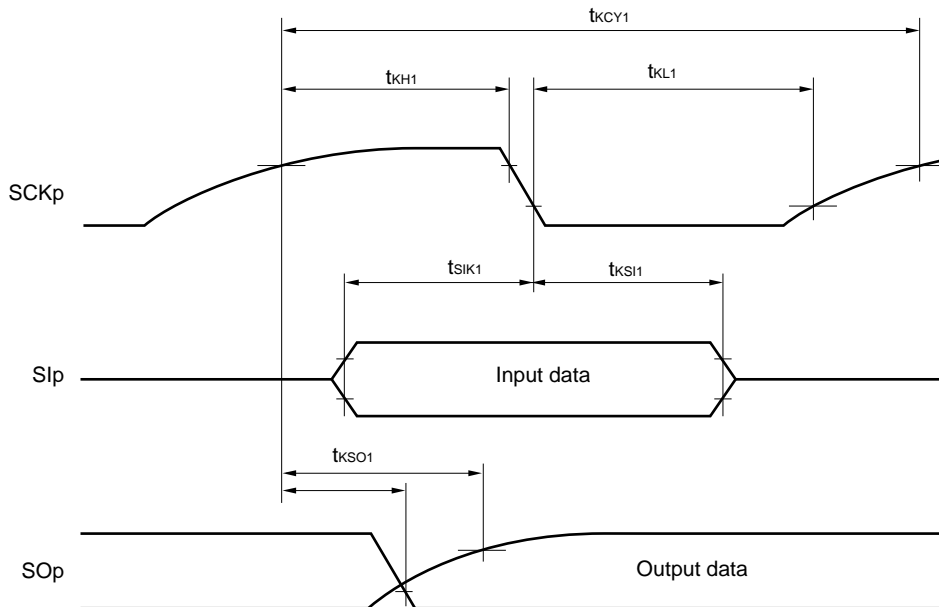 tKCY1
tKH1
tKL1
SCKp
tSIK1
tKSI1
SIp
Input data
tKSO1
SOp
Output data